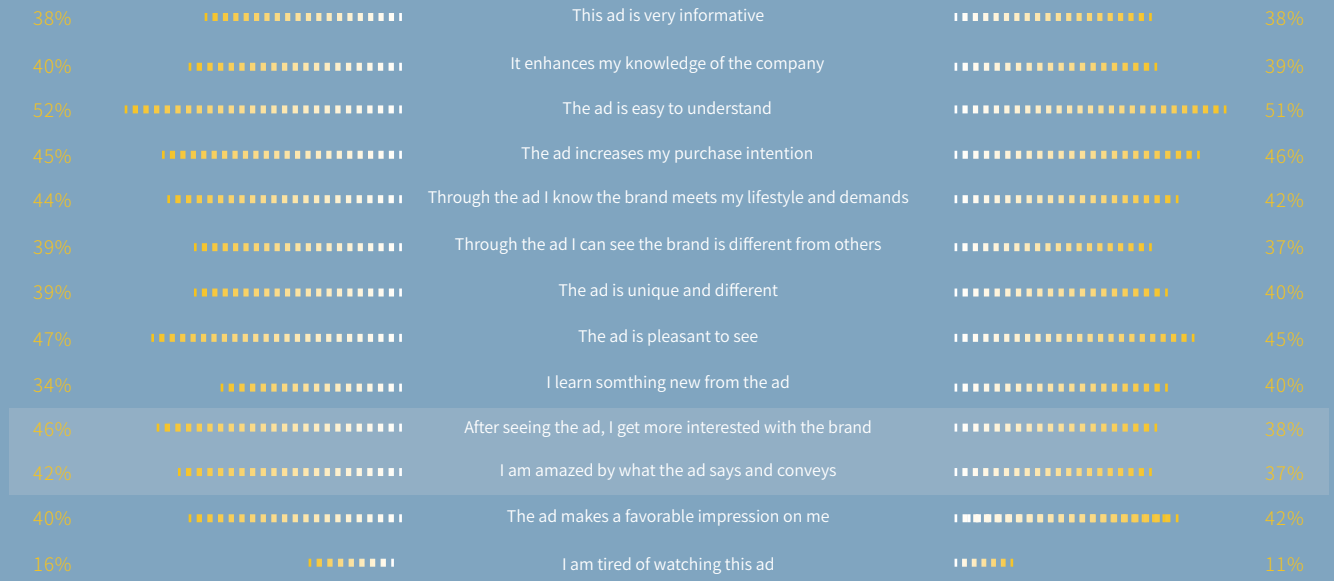 38% This ad is very informative 38%
40% It enhances my knowledge of the company 39%
52% The ad is easy to understand 51%
45% The ad increases my purchase intention 46%
44% Through the ad I know the brand meets my lifestyle and demands 42%
39% Through the ad I can see the brand is different from others 37%
39% The ad is unique and different 40%
47% The ad is pleasant to see 45%
34% I learn somthing new from the ad 40%
46% After seeing the ad, I get more interested with the brand 38%
42% I am amazed by what the ad says and conveys 37%
40% The ad makes a favorable impression on me 42%
16% I am tired of watching this ad 11%